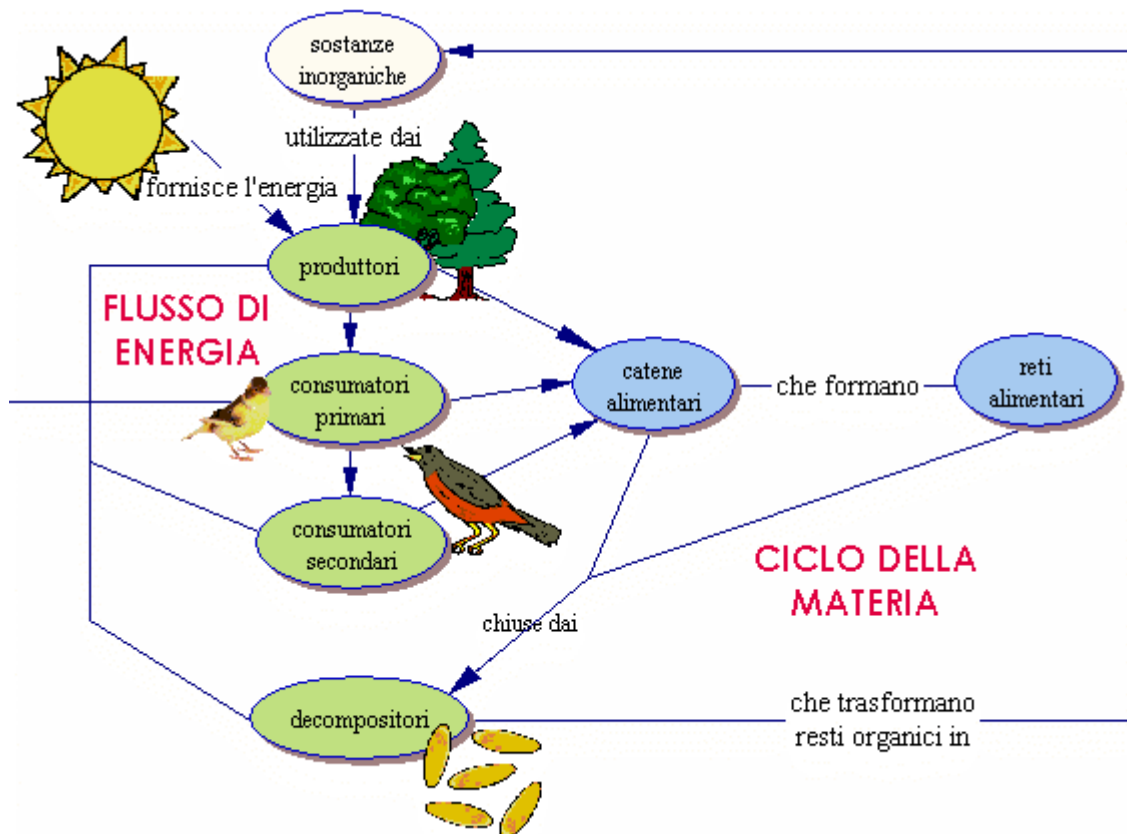 sostanze
inorganiche
utilizzate dai
fornisce l'energia
produttori
FLUSSO DI
ENERGIA
consumatori
primari
catene
alimentari
che formano
reti
alimentari
consumatori
secondari
CICLO DELLA
MATERIA
chiuse dai
decompositori
che trasformano
resti organici in